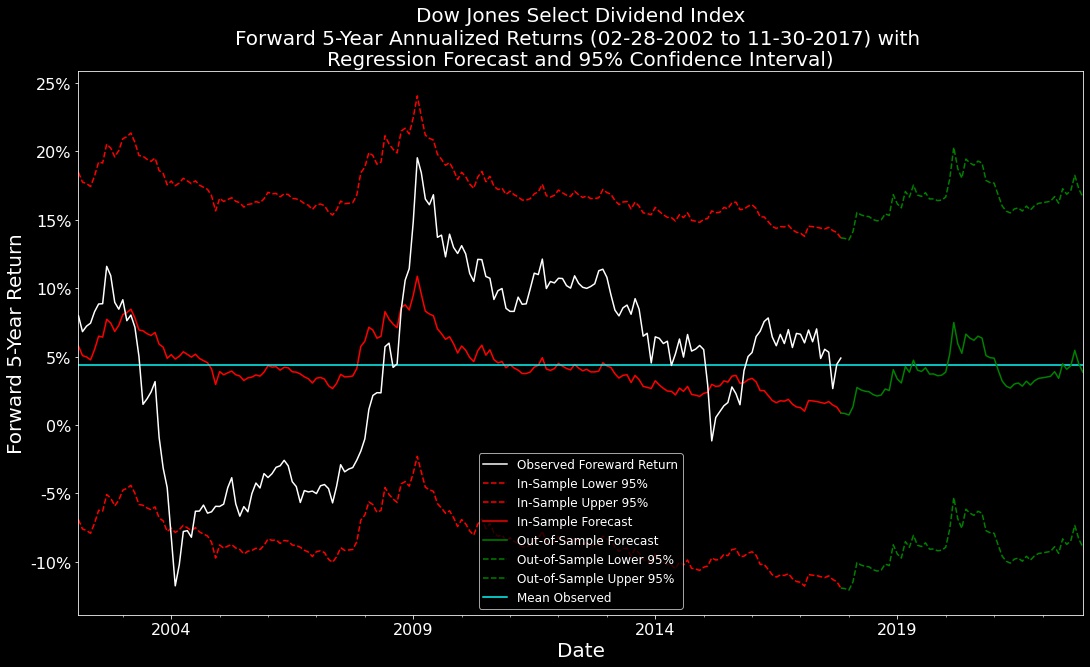 Dow Jones Select Dividend Index
Forward 5-Year Annualized Returns (02-28-2002 to 11-30-2017) with
Regression Forecast and 95% Confidence Interval)
Forward 5-Year Return
25%
20%
15%
10%
5%
0%
-5%
-10%
Observed Foreward Return
In-Sample Lower 95%
In-Sample Upper 95%
In-Sample Forecast
Out-of-Sample Forecast
Out-of-Sample Lower 95%
Out-of-Sample Upper 95%
Mean Observed
2004
2009
2014
2019
Date